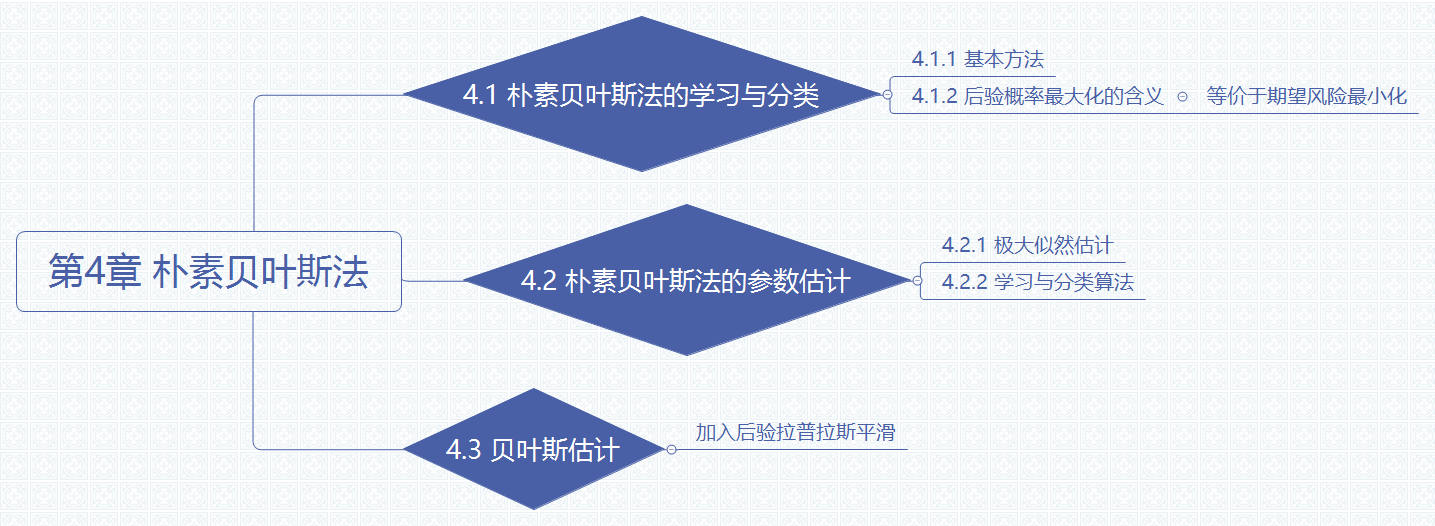 第4章 朴素贝叶斯法
4.1 朴素贝叶斯法的学习与分类
4.1.1 基本方法
4.1.2 后验概率最大化的含义
等价于期望风险最小化
4.2 朴素贝叶斯法的参数估计
4.2.1 极大似然估计
4.2.2 学习与分类算法
4.3 贝叶斯估计
加入后验拉普拉斯平滑